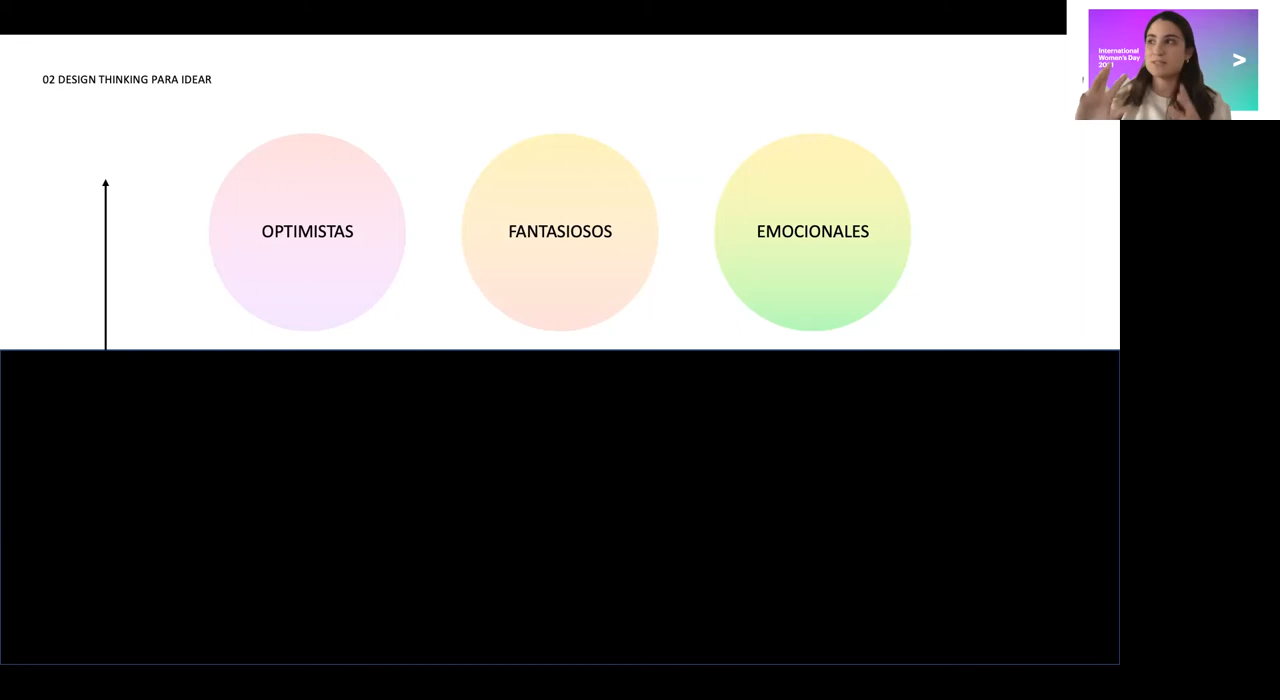 02 DESIGN THINKING PARA IDEAR
International
Women's Day
OPTIMISTAS
FANTASIOSOS
EMOCIONALES